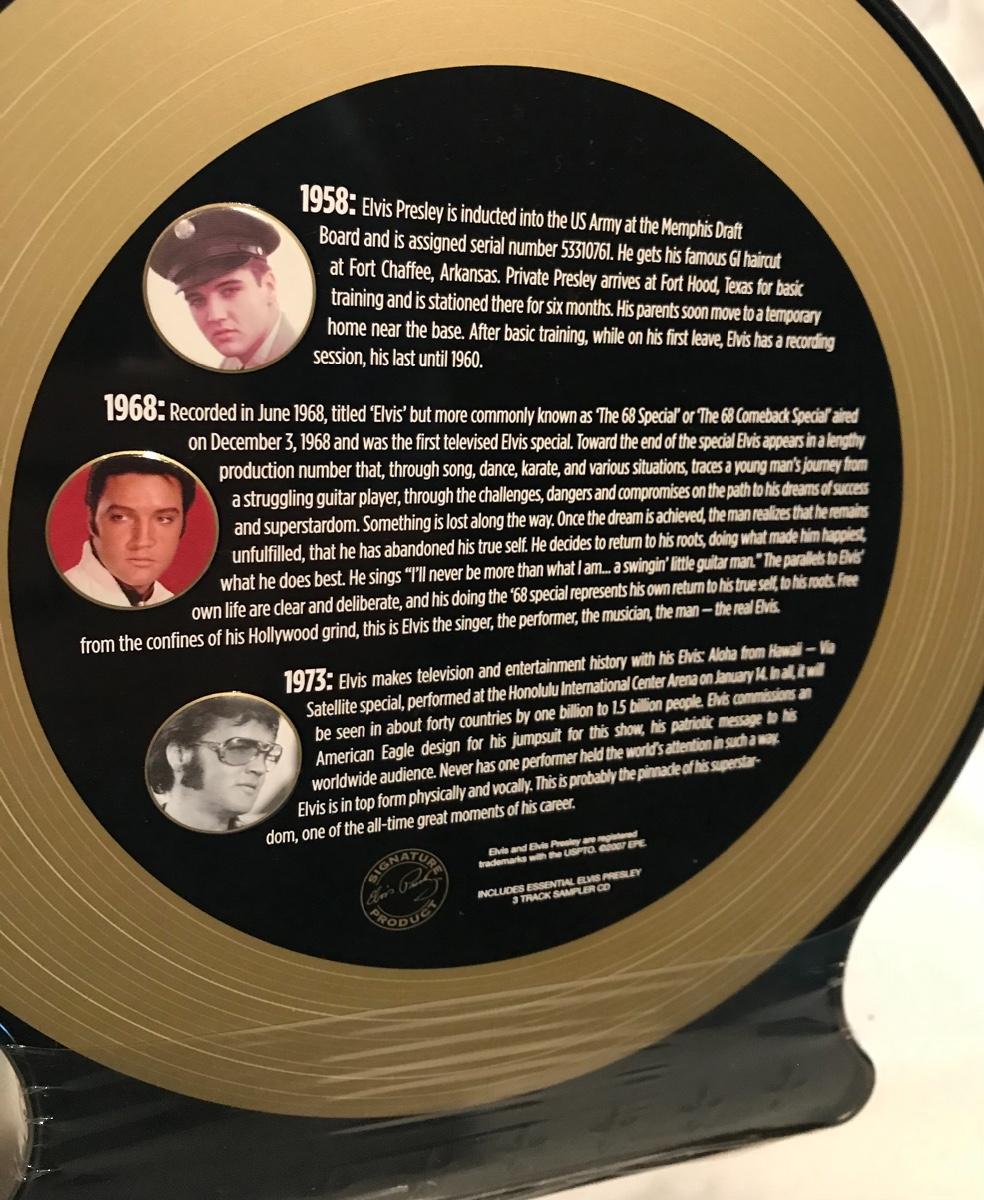 1958: Elvis Presley is inducted into the US Army at the Memphis Draft
Board and is assigned serial number 53310761. He gets his famous GI haircut
at Fort Chaffee, Arkansas. Private Presley arrives at Fort Hood, Texas for basic
training and is stationed there for six months. His parents soon move to a temporary
home near the base. After basic training, while on his first leave, Elvis has a recording
session, his last until 1960.
1968: Recorded in June 1968, titled ‘Elvis’ but more commonly known as ‘The 68 Special’ or ‘The 68 Comeback Special’ aired
on December 3, 1968 and was the first televised Elvis special. Toward the end of the special Elvis appears in a lengthy
production number that, through song, dance, karate, and various situations, traces a young man's journey from
a struggling guitar player, through the challenges, dangers and compromises on the path to his dreams of success
and superstardom. Something is lost along the way. Once the dream is achieved, the man realizes that he remains
unfulfilled, that he has abandoned his true self. He decides to return to his roots, doing what made him happiest,
what he does best. He sings “I'll never be more than what I am... a swingin' little guitar man.” The parallels to Elvis'
own life are clear and deliberate, and his doing the ‘68 special represents his own return to his true self, to his roots. Free
from the confines of his Hollywood grind, this is Elvis the singer, the performer, the musician, the man — the real Elvis.
1973: Elvis makes television and entertainment history with his Elvis: Aloha from Hawaii — Via
Satellite special, performed at the Honolulu International Center Arena on January 14. In all, it will
be seen in about forty countries by one billion to 1.5 billion people. Elvis commissions an
American Eagle design for his jumpsuit for this show, his patriotic message to his
worldwide audience. Never has one performer held the world's attention in such a way.
Elvis is in top form physically and vocally. This is probably the pinnacle of his superstar-
dom, one of the all-time great moments of his career.
Elvis and Elvis Presley are registered
trademarks with the USPTO. ©2007 EPE.
INCLUDES ESSENTIAL ELVIS PRESLEY
3 TRACK SAMPLER CD
SIGNATURE
Elvis Presley
PRODUCT